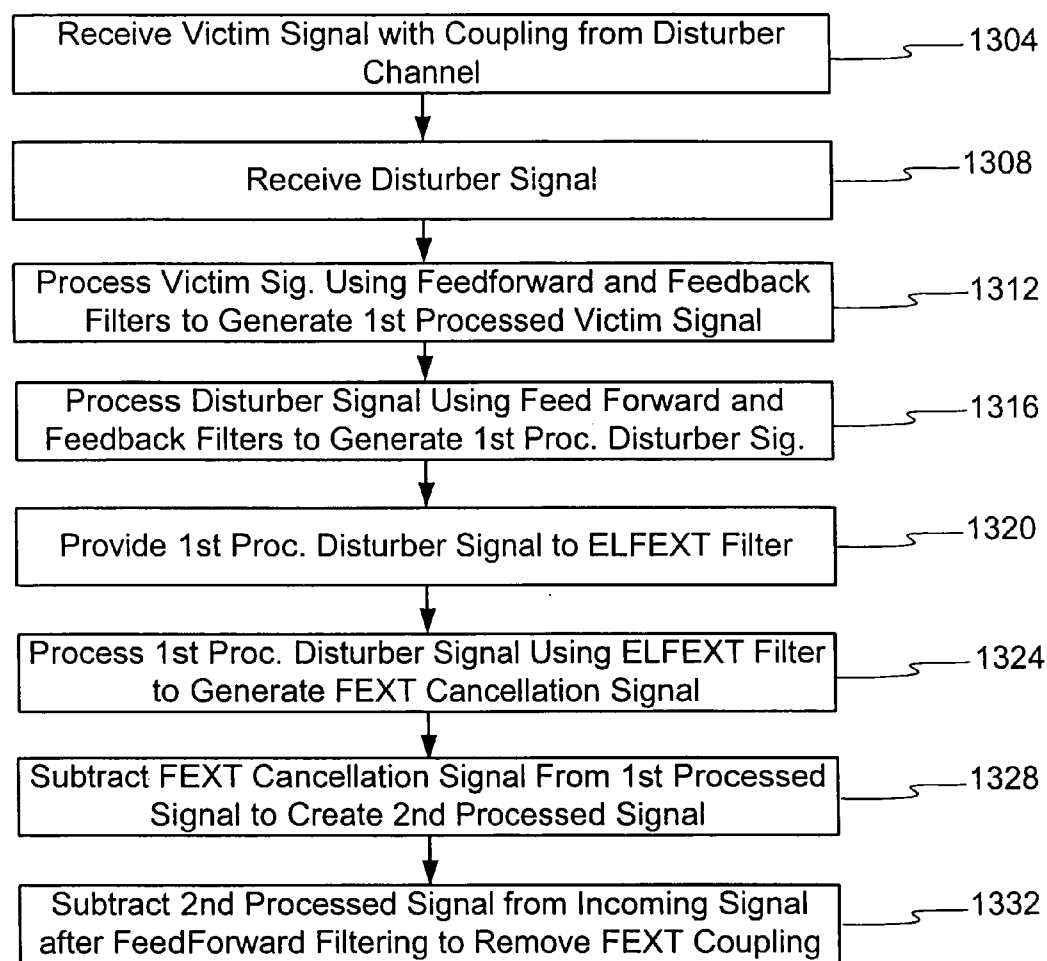 Receive Victim Signal with Coupling from Disturber
Channel
1304
Receive Disturber Signal
1308
Process Victim Sig. Using Feedforward and Feedback
Filters to Generate 1st Processed Victim Signal
1312
Process Disturber Signal Using Feed Forward and
Feedback Filters to Generate 1st Proc. Disturber Sig.
1316
Provide 1st Proc. Disturber Signal to ELFEXT Filter
1320
Process 1st Proc. Disturber Signal Using ELFEXT Filter
to Generate FEXT Cancellation Signal
1324
Subtract FEXT Cancellation Signal From 1st Processed
Signal to Create 2nd Processed Signal
1328
Subtract 2nd Processed Signal from Incoming Signal
after FeedForward Filtering to Remove FEXT Coupling
1332